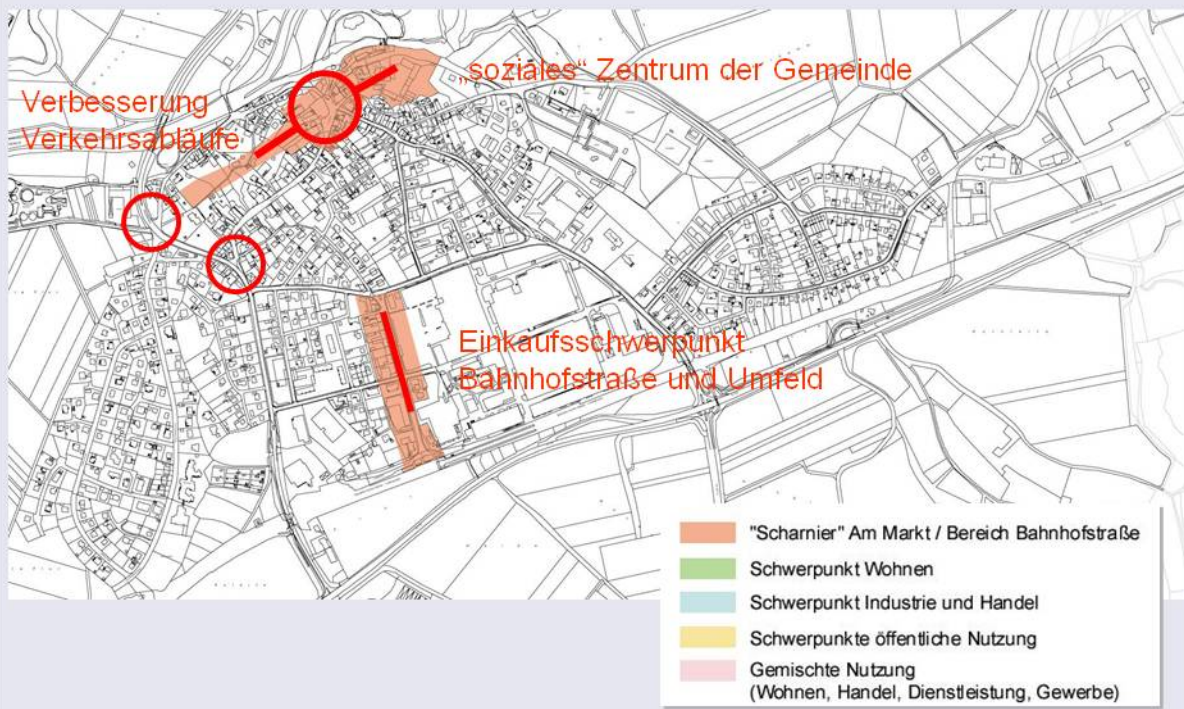 „soziales“ Zentrum der Gemeinde
Verbesserung
Verkehrsabläufe
Einkaufsschwerpunkt
Bahnhofstraße und Umfeld
"Scharnier" Am Markt / Bereich Bahnhofstraße
Schwerpunkt Wohnen
Schwerpunkt Industrie und Handel
Schwerpunkte öffentliche Nutzung
Gemischte Nutzung
(Wohnen, Handel, Dienstleistung, Gewerbe)